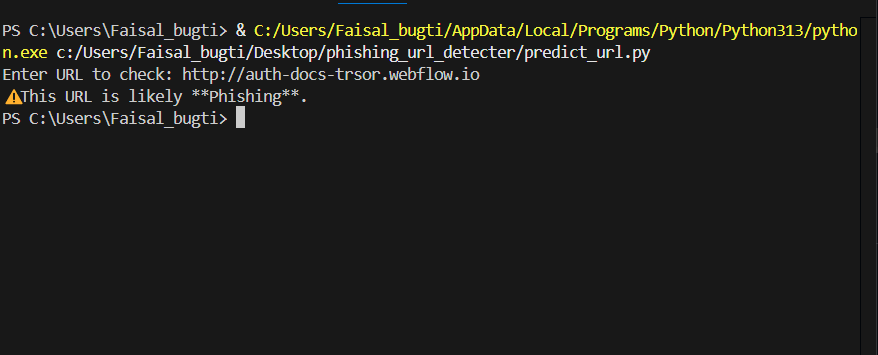 PS C:\Users\Faisal_bugti> & C:/Users/Faisal_bugti/AppData/Local/Programs/Python/Python313/pytho
n.exe c:/Users/Faisal_bugti/Desktop/phishing_url_detecter/predict_url.py
Enter URL to check: http://auth-docs-trsor.webflow.io
⚠️This URL is likely **Phishing**.
PS C:\Users\Faisal_bugti>